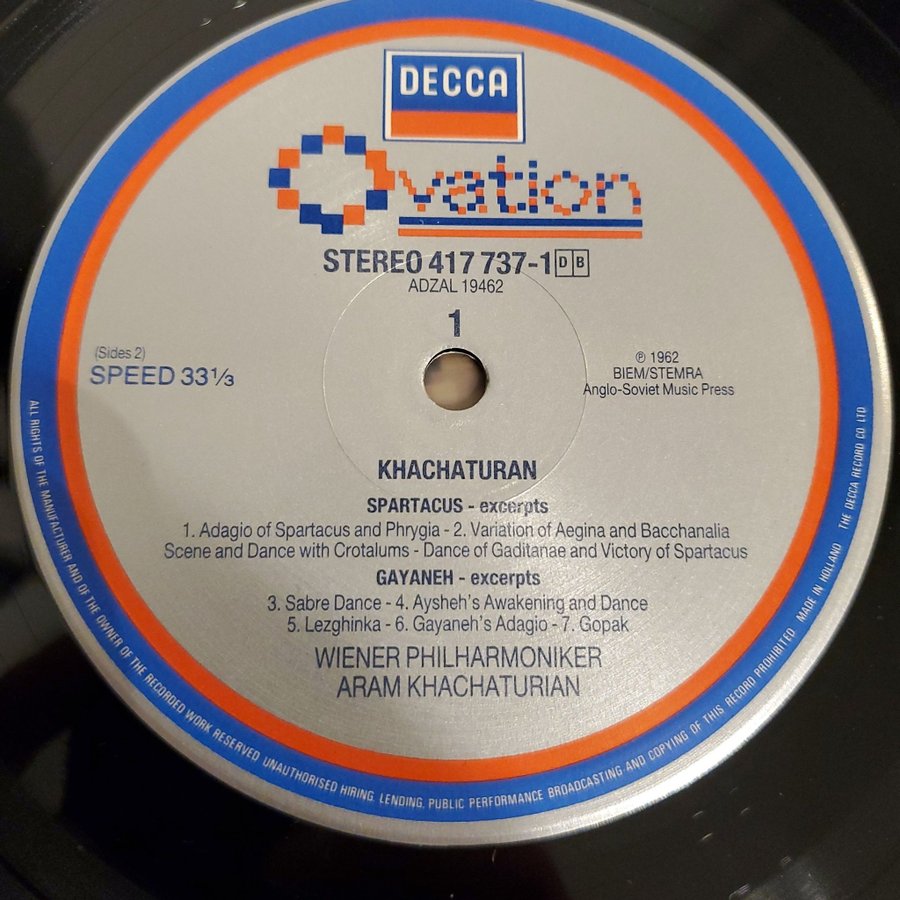 DECCA
Ovation
STEREO 417 737-1 DB
ADZAL 19462
1
(Sides 2)
SPEED 33⅓
℗ 1962
BIEM/STEMRA
Anglo-Soviet Music Press
KHACHATURAN
SPARTACUS - excerpts
1. Adagio of Spartacus and Phrygia - 2. Variation of Aegina and Bacchanalia
Scene and Dance with Crotalums - Dance of Gaditanae and Victory of Spartacus
GAYANEH - excerpts
3. Sabre Dance - 4. Aysheh's Awakening and Dance
5. Lezghinka - 6. Gayaneh's Adagio - 7. Gopak
WIENER PHILHARMONIKER
ARAM KHACHATURIAN
ALL RIGHTS OF THE MANUFACTURER AND OF THE OWNER OF THE RECORDED WORK RESERVED UNAUTHORISED HIRING, LENDING, PUBLIC PERFORMANCE BROADCASTING AND COPYING OF THIS RECORD PROHIBITED MADE IN HOLLAND THE DECCA RECORD CO LTD